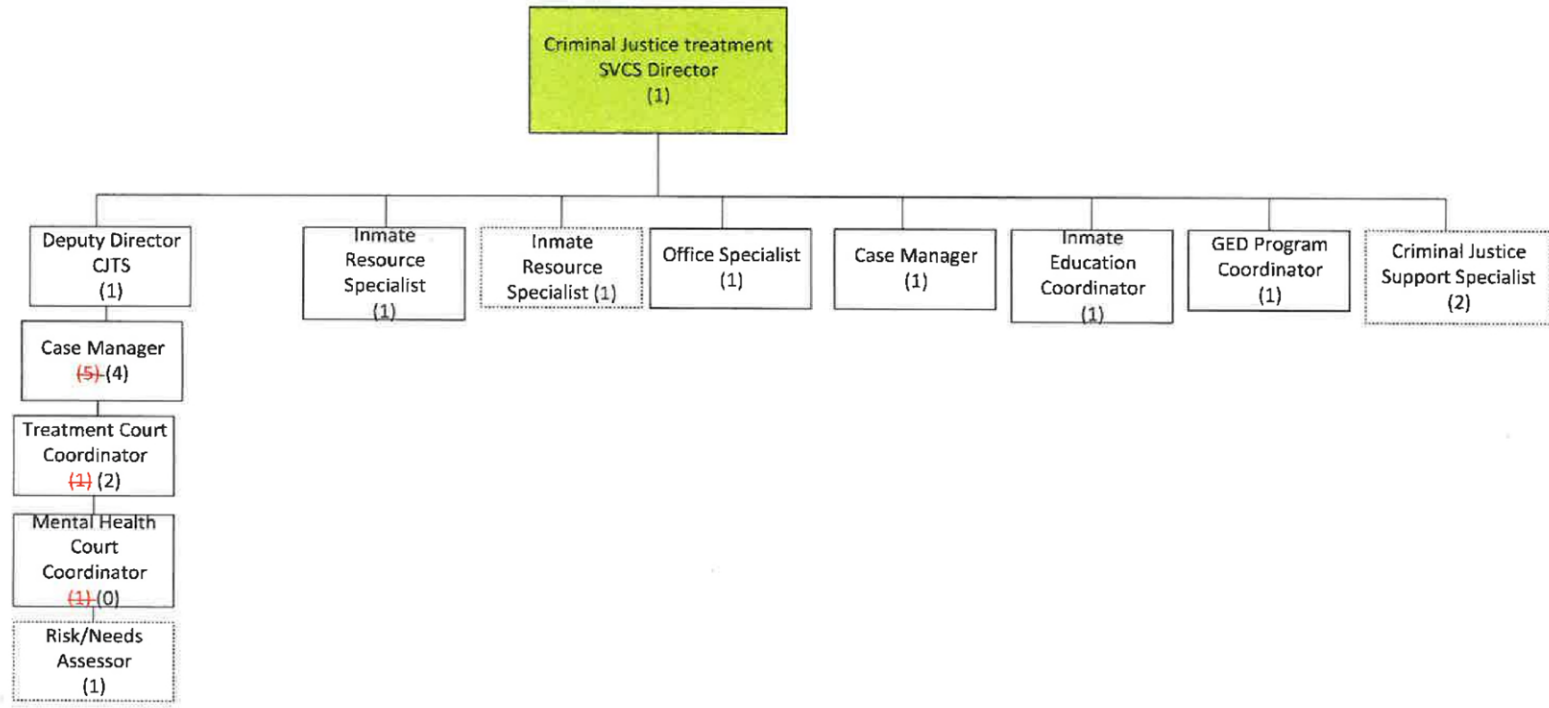 Criminal Justice treatment
SVCS Director
(1)
Deputy Director
CJTS
(1)
Inmate
Resource
Specialist
(1)
Inmate
Resource
Specialist (1)
Office Specialist
(1)
Case Manager
(1)
Inmate
Education
Coordinator
(1)
GED Program
Coordinator
(1)
Criminal Justice
Support Specialist
(2)
Case Manager
(5) (4)
Treatment Court
Coordinator
(1) (2)
Mental Health
Court
Coordinator
(1) (0)
Risk/Needs
Assessor
(1)